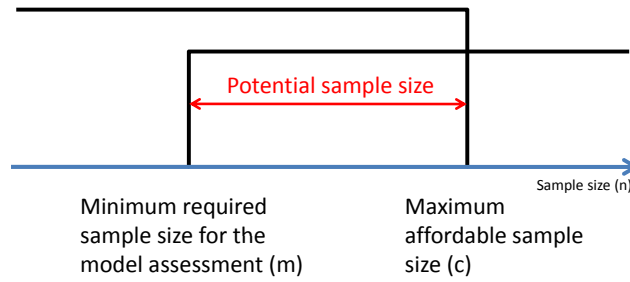 Potential sample size
Sample size (n)
Minimum required
sample size for the
model assessment (m)
Maximum
affordable sample
size (c)